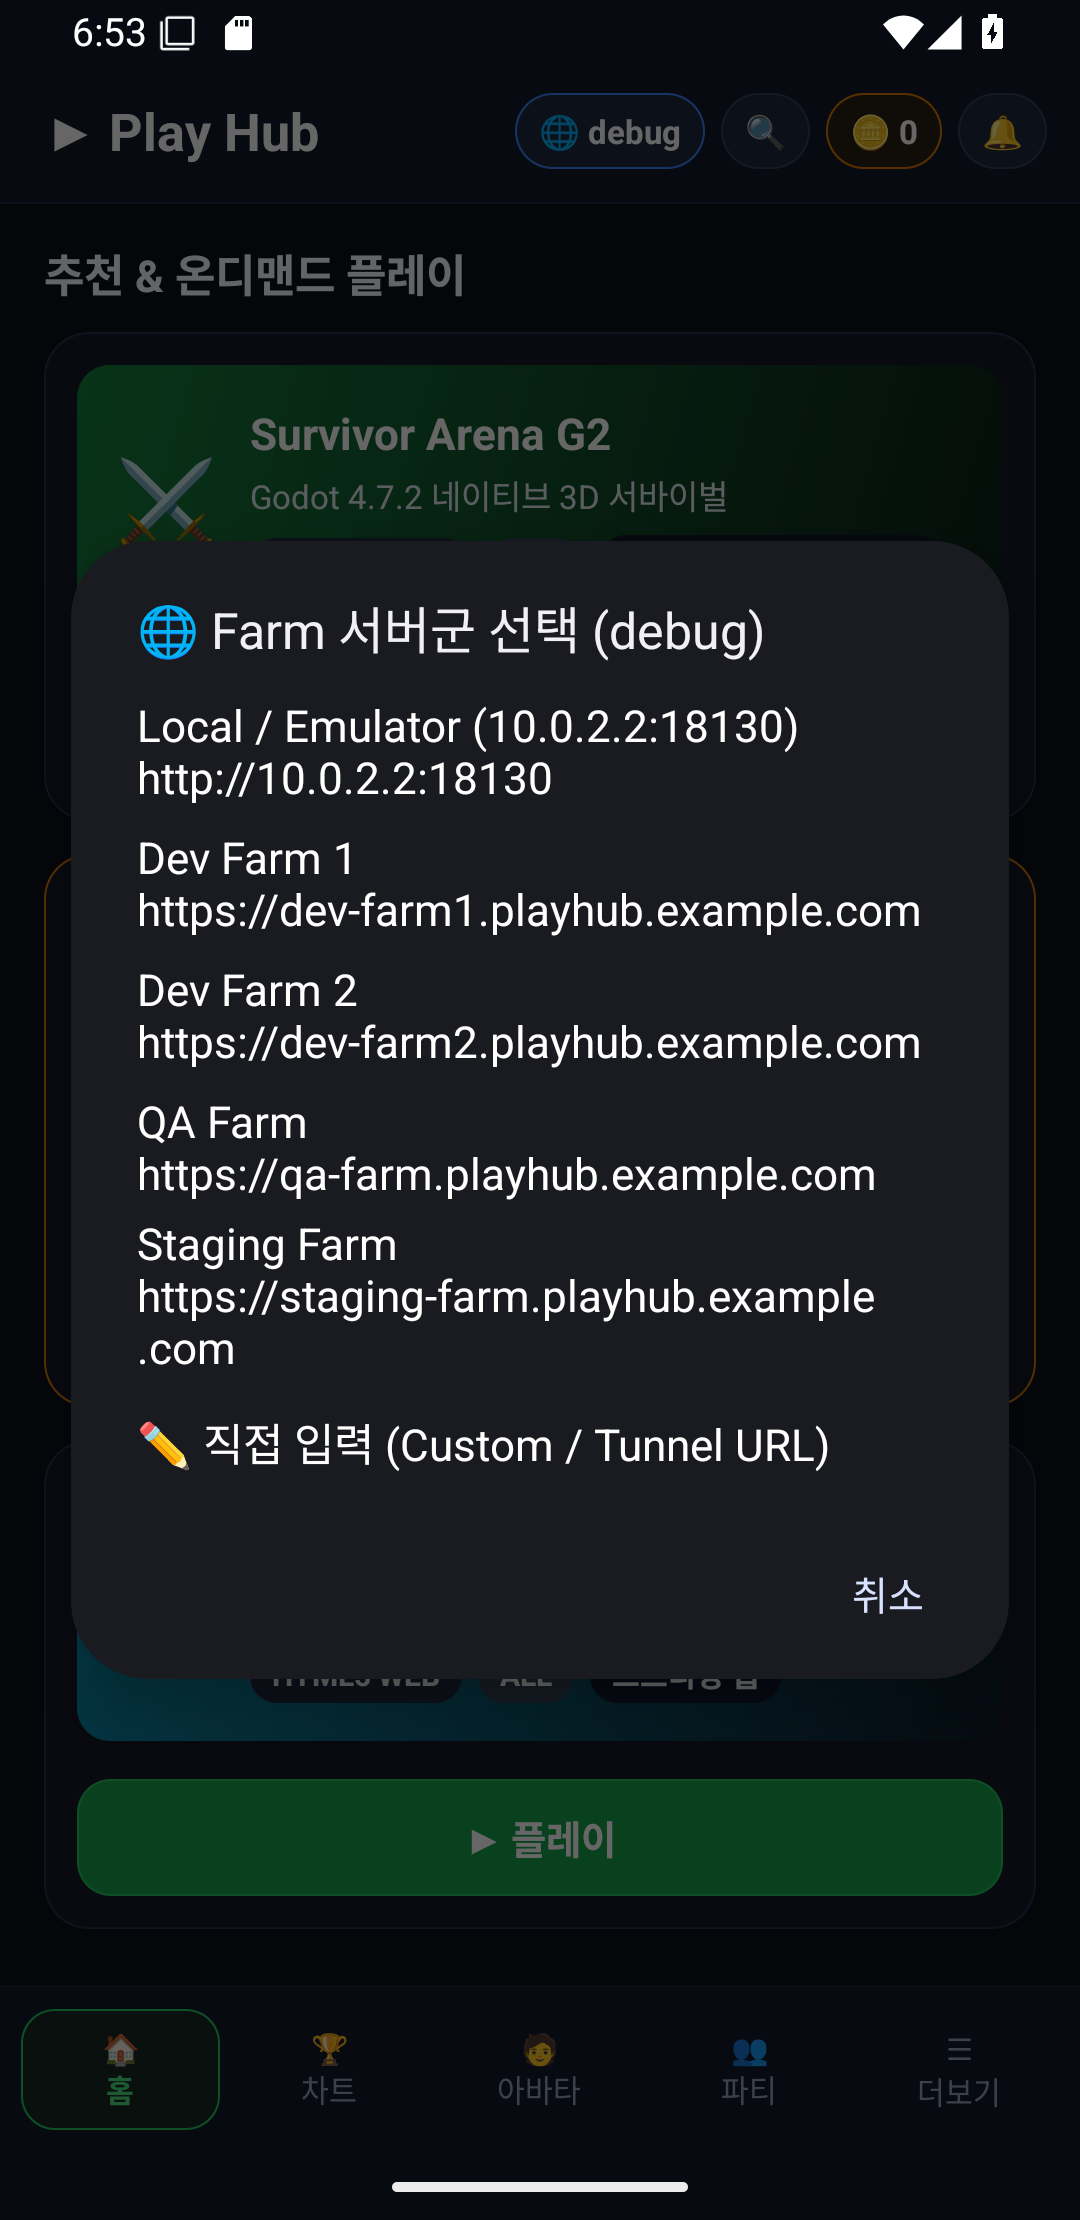 6:53
▶ Play Hub
🌐 debug
🔍
🪙 0
🔔
추천 & 온디맨드 플레이
Survivor Arena G2
Godot 4.7.2 네이티브 3D 서바이벌
🌐 Farm 서버군 선택 (debug)
Local / Emulator (10.0.2.2:18130)
http://10.0.2.2:18130
Dev Farm 1
https://dev-farm1.playhub.example.com
Dev Farm 2
https://dev-farm2.playhub.example.com
QA Farm
https://qa-farm.playhub.example.com
Staging Farm
https://staging-farm.playhub.example
.com
✏️ 직접 입력 (Custom / Tunnel URL)
취소
HTML5 WEB
ALL
▶ 플레이
홈
차트
아바타
파티
더보기